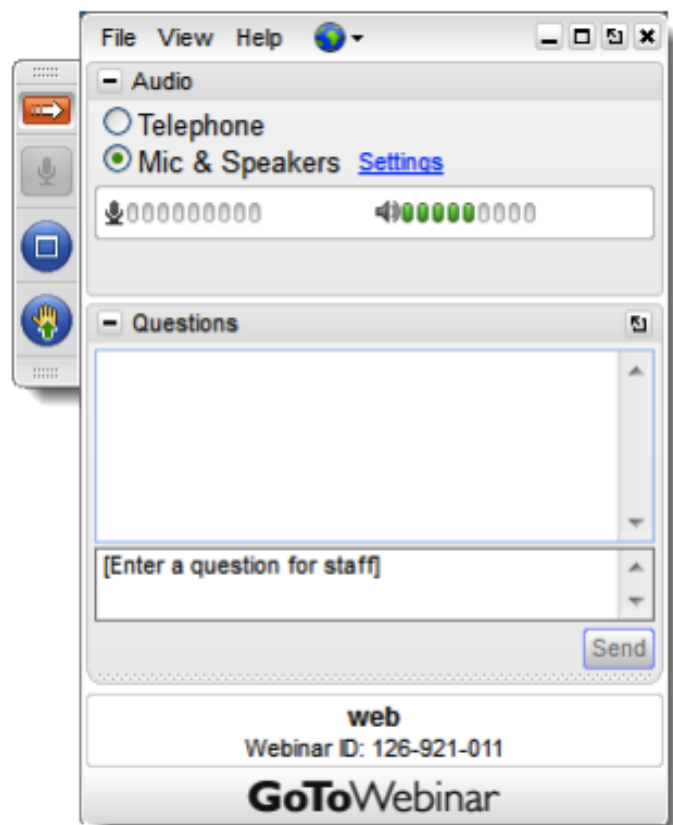 File View Help
Audio
Telephone
Mic & Speakers Settings
Questions
[Enter a question for staff]
Send
web
Webinar ID: 126-921-011
GoToWebinar